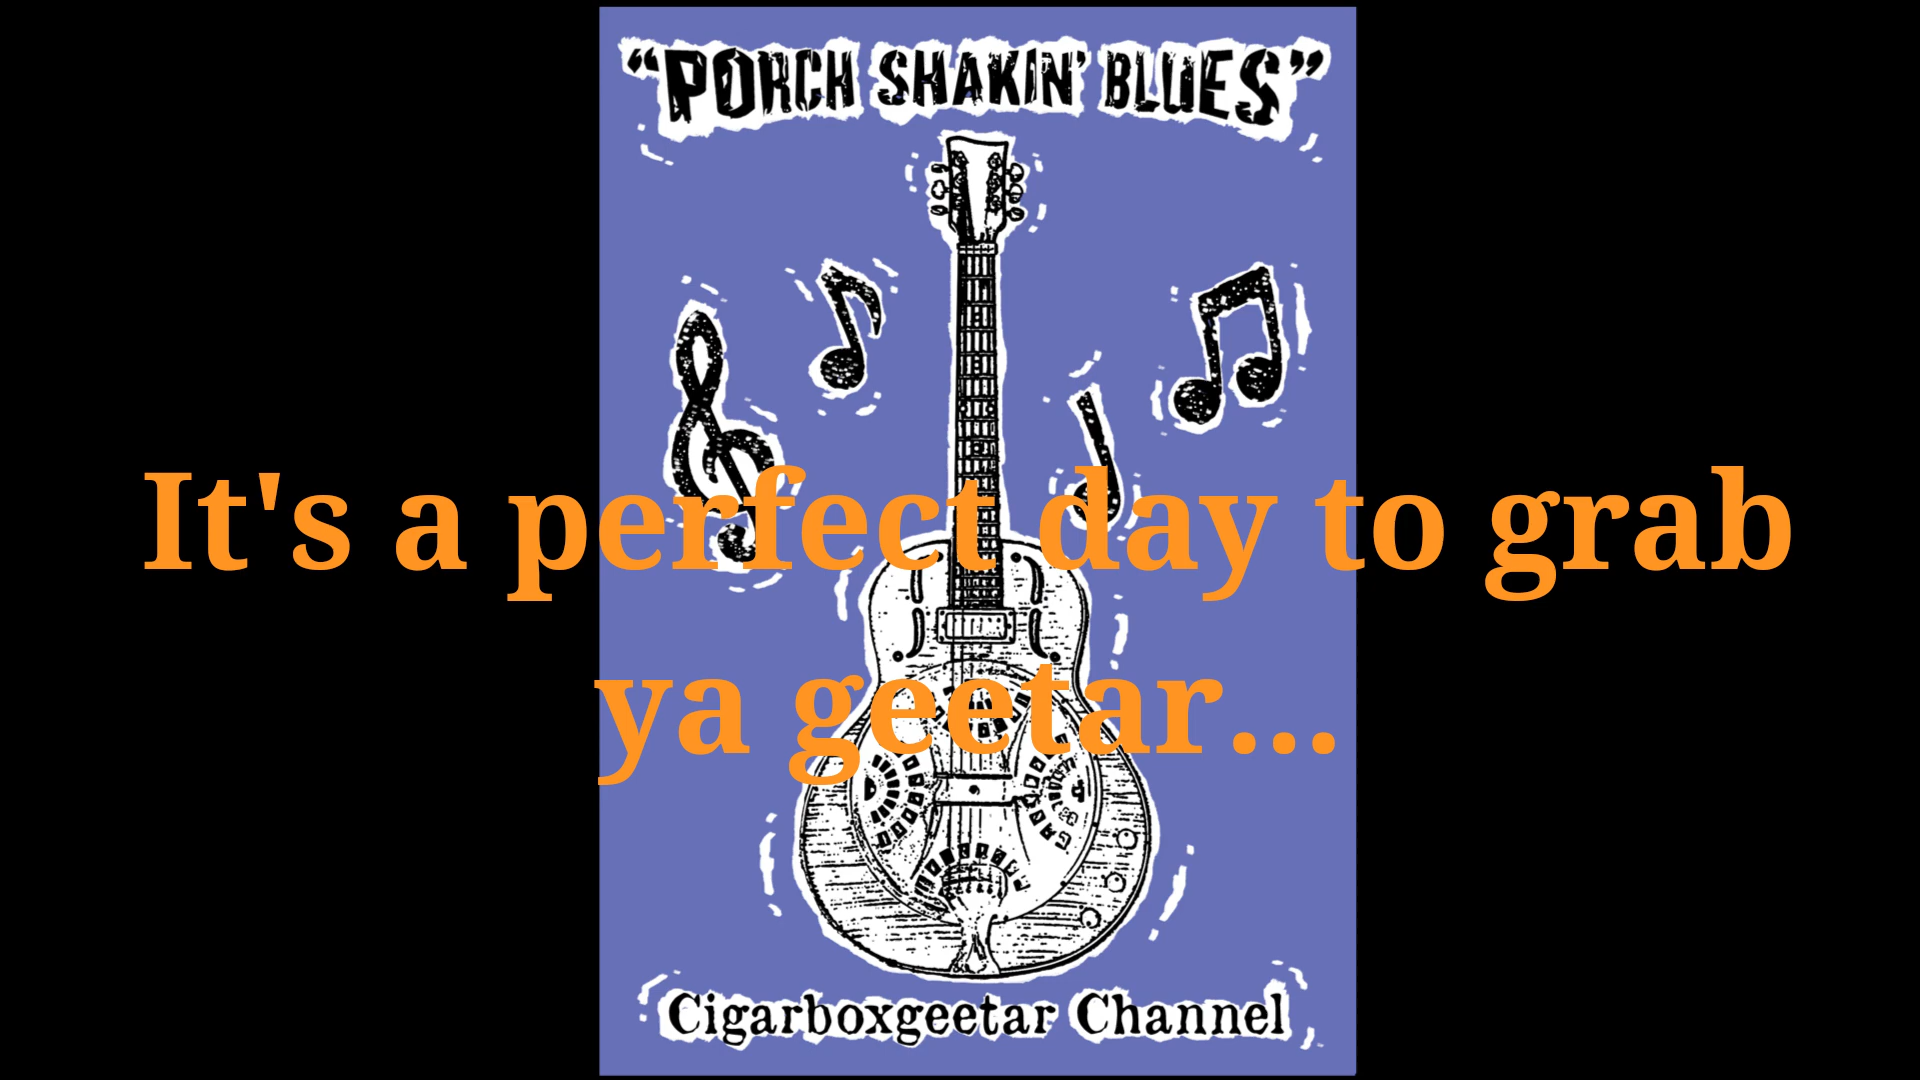 “PORCH SHAKIN’ BLUES”
It's a perfect day to grab
ya geetar...
Cigarboxgeetar Channel